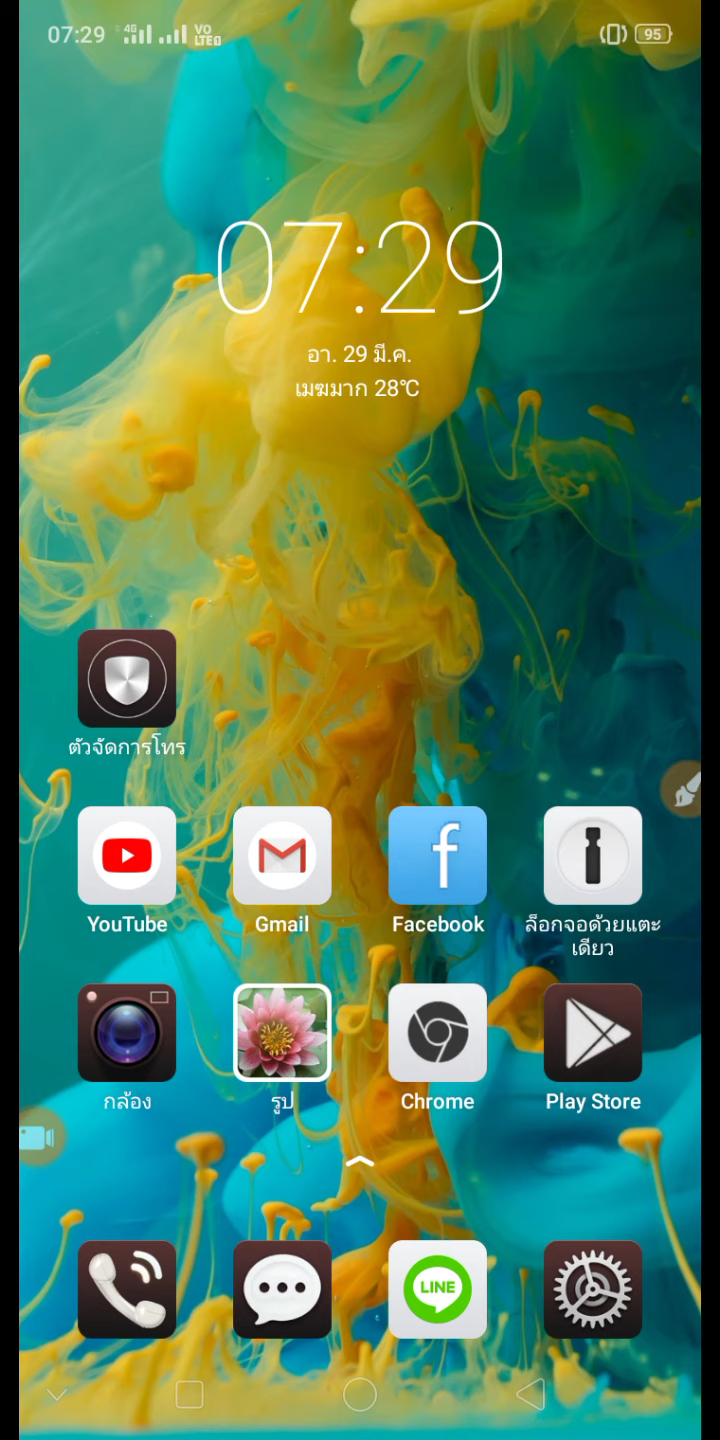 07:29 4G VO LTE 95
07:29
อา. 29 มี.ค.
เมฆมาก 28℃
ตัวจัดการโทร
YouTube Gmail Facebook ล็อกจอด้วยแตะ
เดียว
กล้อง รูป Chrome Play Store
LINE